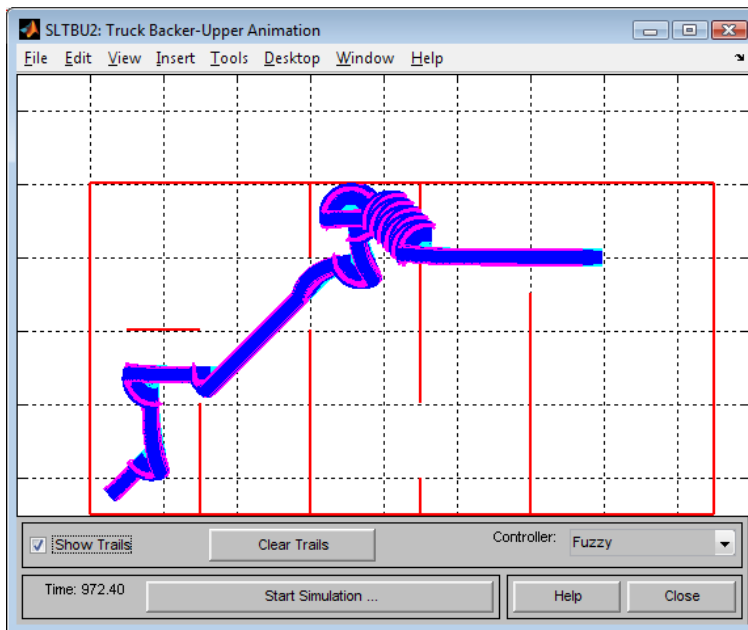 SLTBU2: Truck Backer-Upper Animation
File Edit View Insert Tools Desktop Window Help
Show Trails Clear Trails Controller: Fuzzy
Time: 972.40 Start Simulation ... Help Close